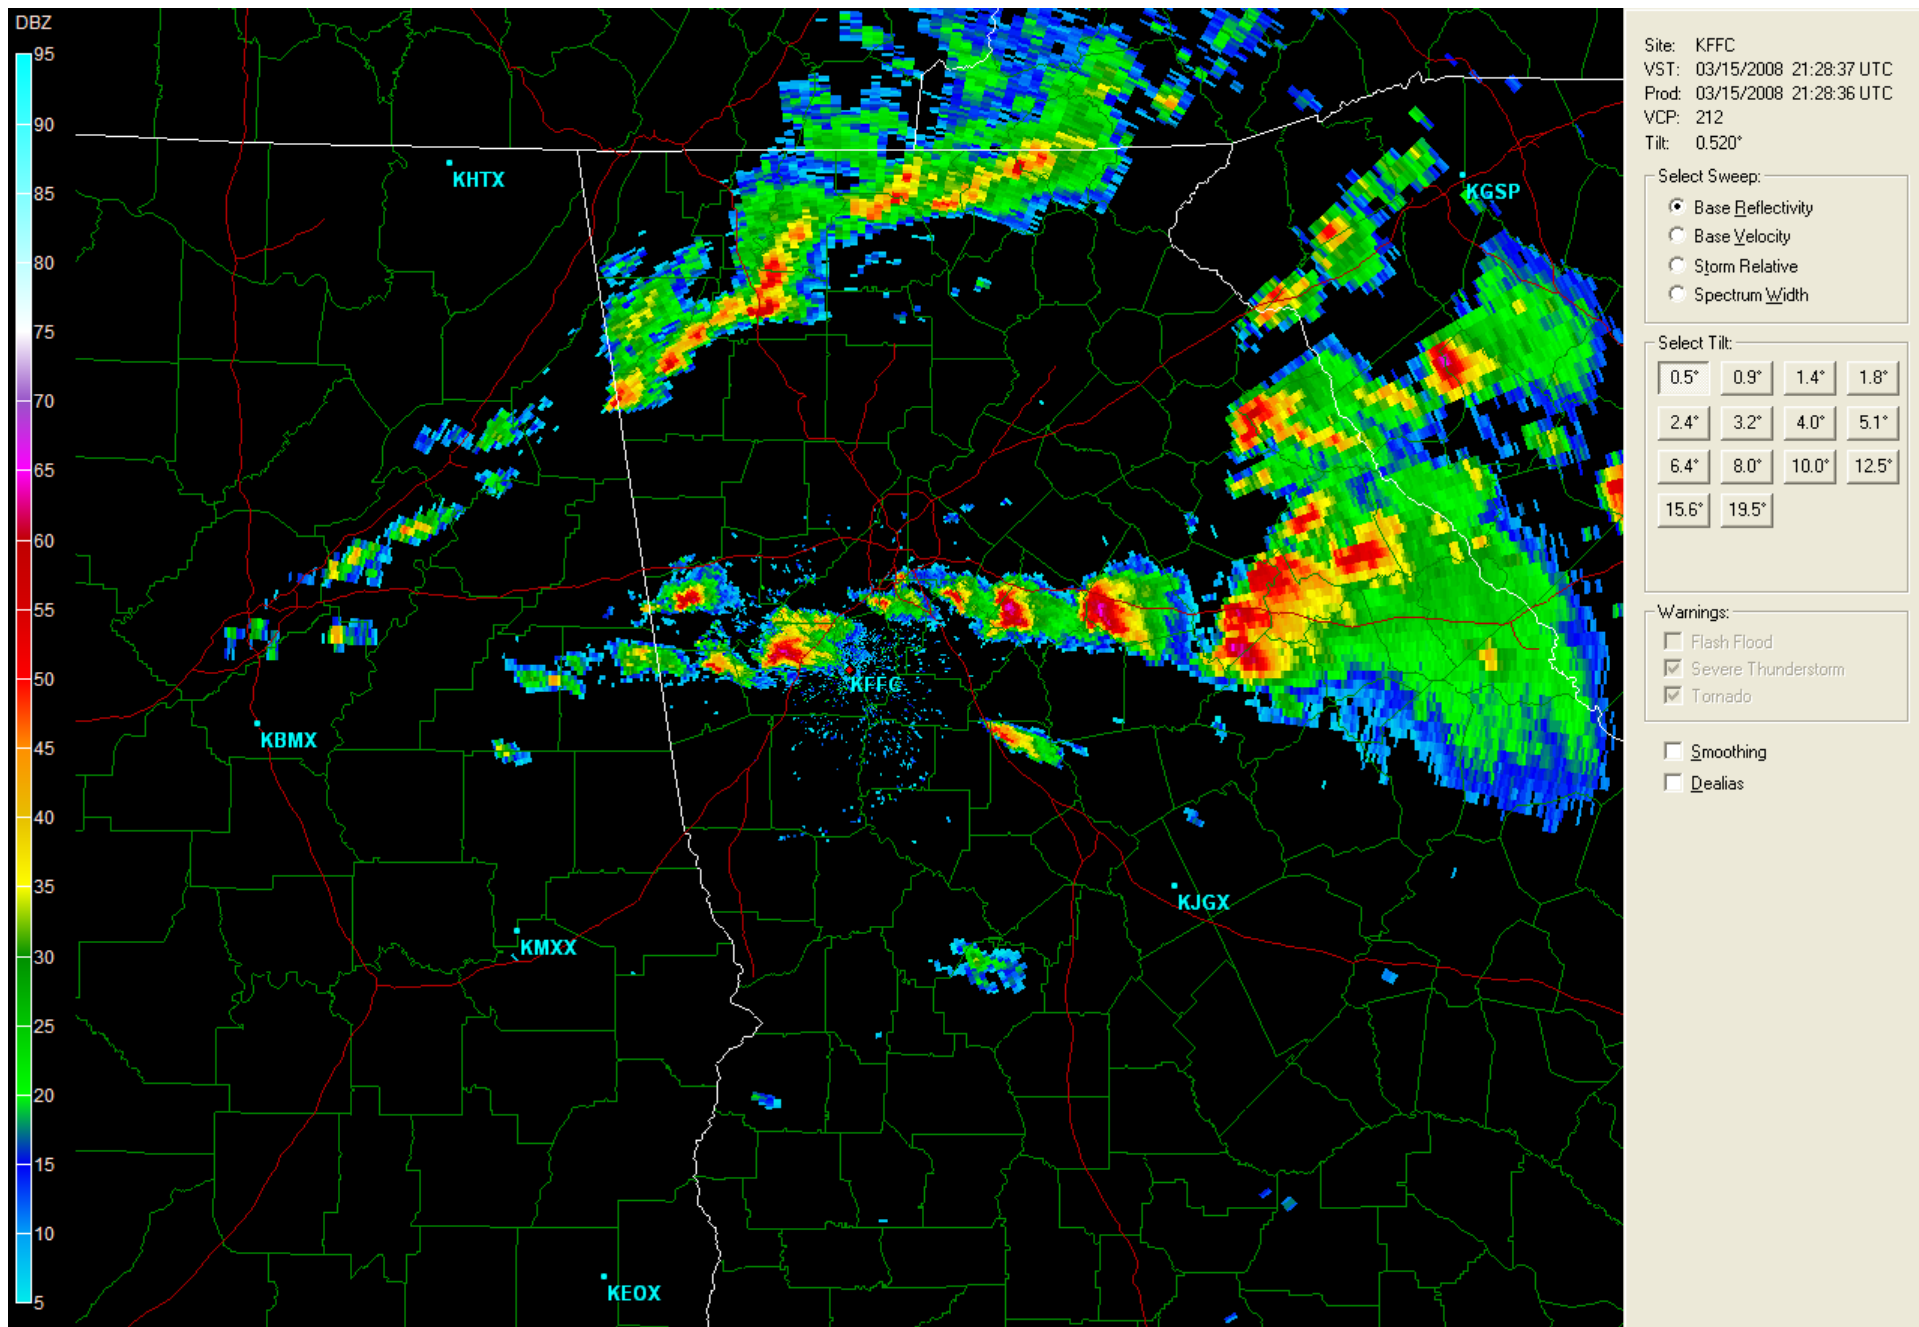 DBZ
95
90
85
80
75
70
65
60
55
50
45
40
35
30
25
20
15
10
5
KHTX
KGSP
KFFC
KBMX
KJGX
KMXX
KEOX
Site: KFFC
VST: 03/15/2008 21:28:37 UTC
Prod: 03/15/2008 21:28:36 UTC
VCP: 212
Tilt: 0.520°
Select Sweep:
Base Reflectivity
Base Velocity
Storm Relative
Spectrum Width
Select Tilt:
0.5° 0.9° 1.4° 1.8°
2.4° 3.2° 4.0° 5.1°
6.4° 8.0° 10.0° 12.5°
15.6° 19.5°
Warnings:
Flash Flood
Severe Thunderstorm
Tornado
Smoothing
Dealias